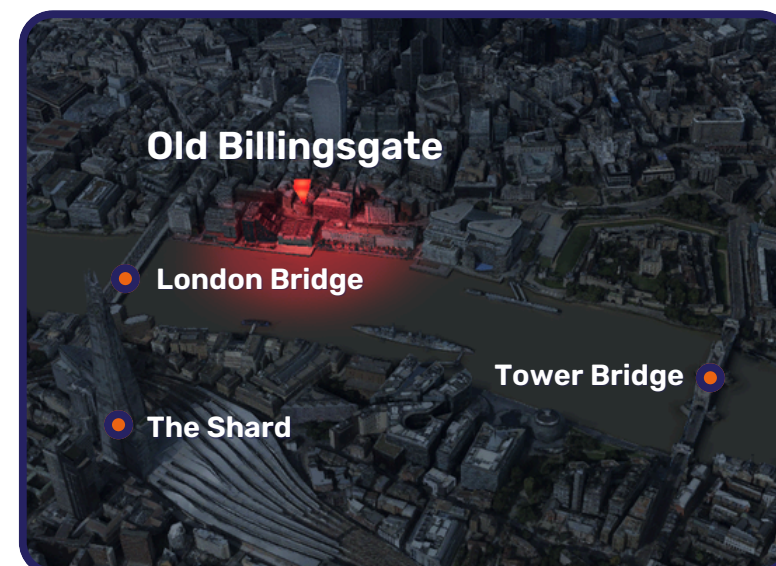 Old Billingsgate
London Bridge
Tower Bridge
The Shard